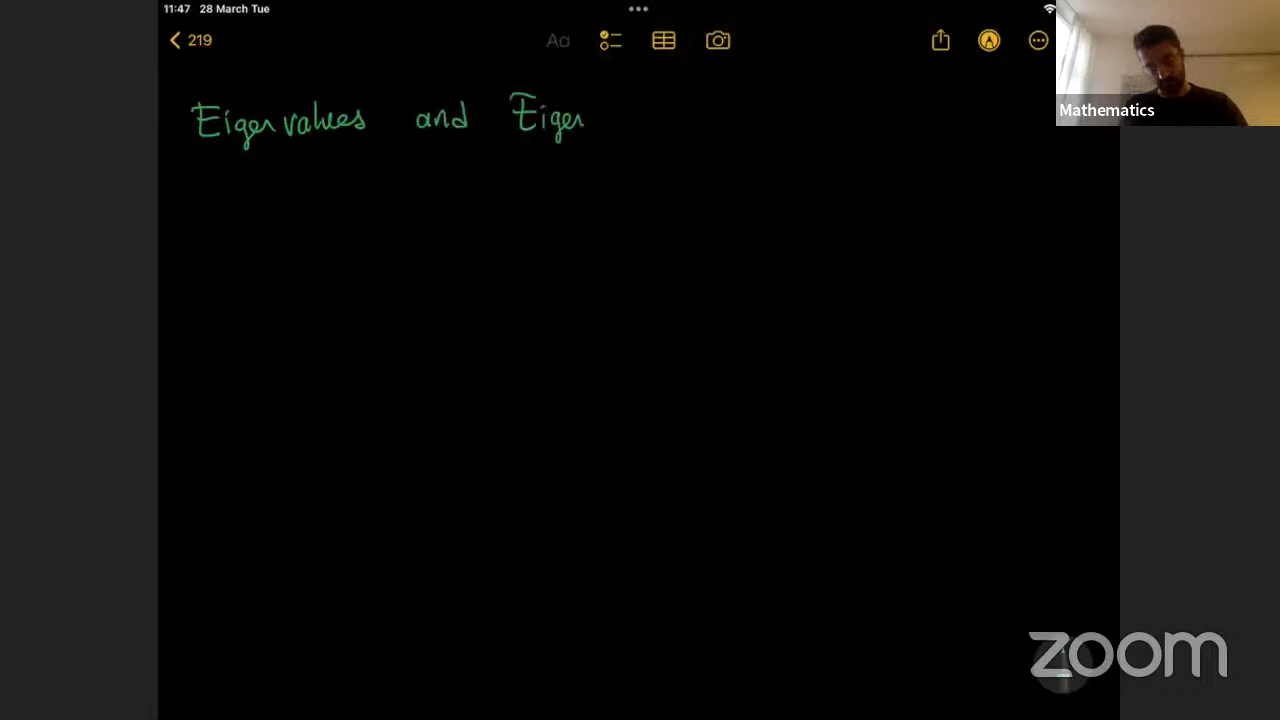 11:47 28 March Tue
219
Aa
Mathematics
Eigenvalues and Eigen
zoom